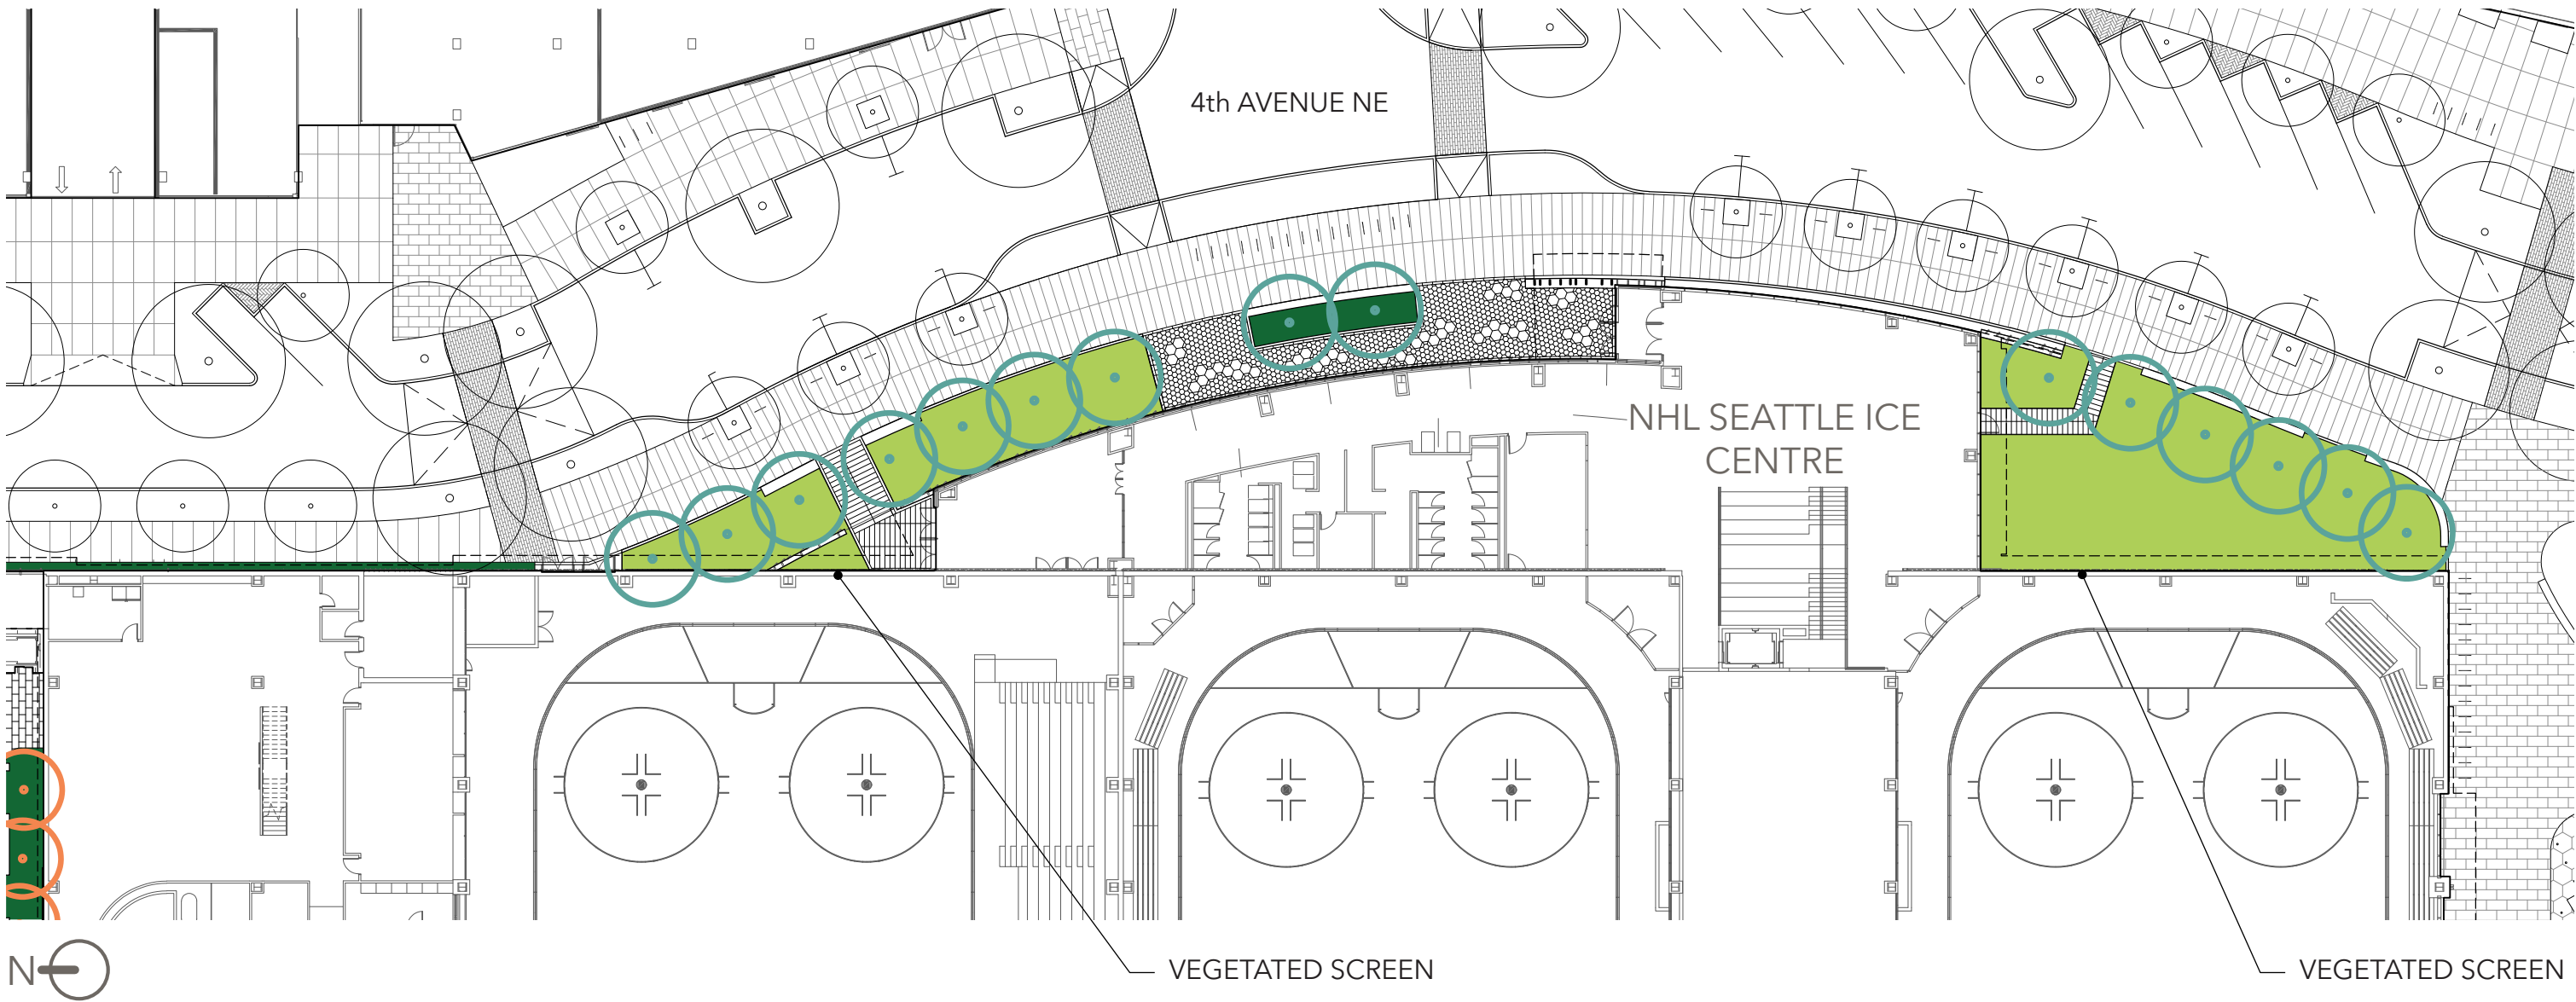 4th AVENUE NE
NHL SEATTLE ICE
CENTRE
N
VEGETATED SCREEN
VEGETATED SCREEN